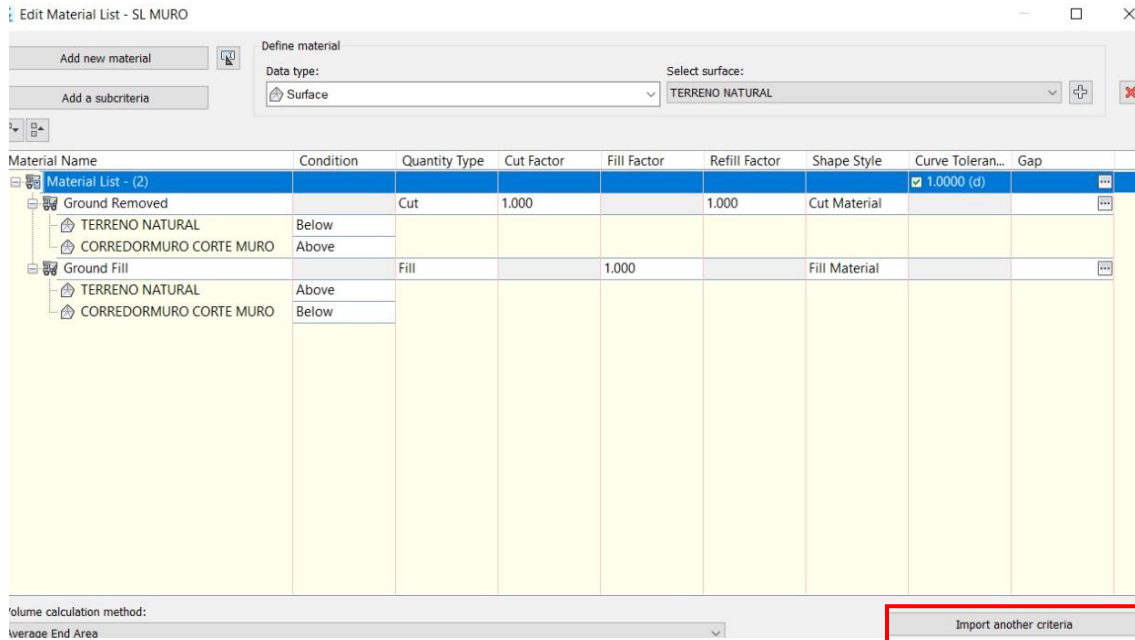 Edit Material List - SL MURO
Add new material
Define material
Data type:
Select surface:
Surface
TERRENO NATURAL
Add a subcriteria
Material Name Condition Quantity Type Cut Factor Fill Factor Refill Factor Shape Style Curve Toleran... Gap
Material List - (2) 1.0000 (d) ...
Ground Removed Cut 1.000 1.000 Cut Material ...
TERRENO NATURAL Below
CORREDORMURO CORTE MURO Above
Ground Fill Fill 1.000 Fill Material ...
TERRENO NATURAL Above
CORREDORMURO CORTE MURO Below
Volume calculation method:
Average End Area
Import another criteria